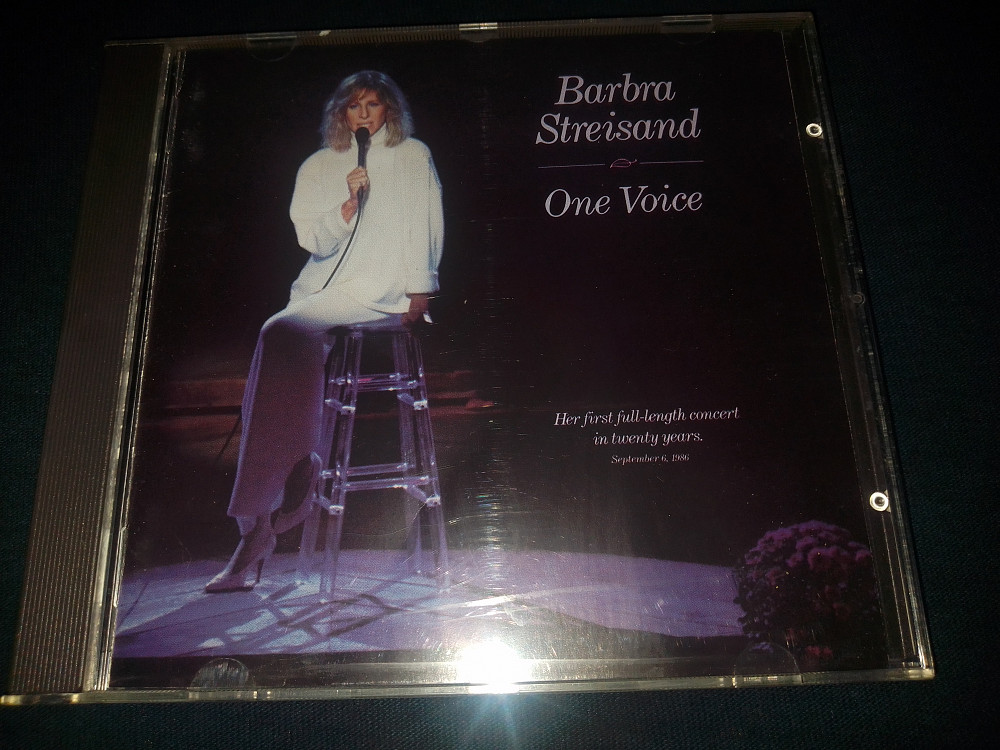 Barbra
Streisand
One Voice
Her first full-length concert
in twenty years.
September 6, 1986